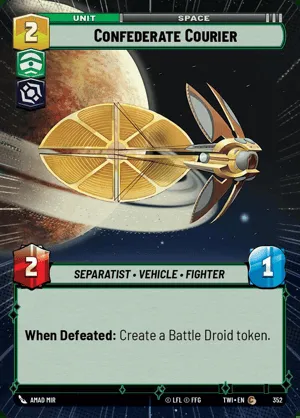 UNIT SPACE
2 CONFEDERATE COURIER
2 1
SEPARATIST • VEHICLE • FIGHTER
When Defeated: Create a Battle Droid token.
AMAD MIR © LFL © FFG TWI • EN C 352